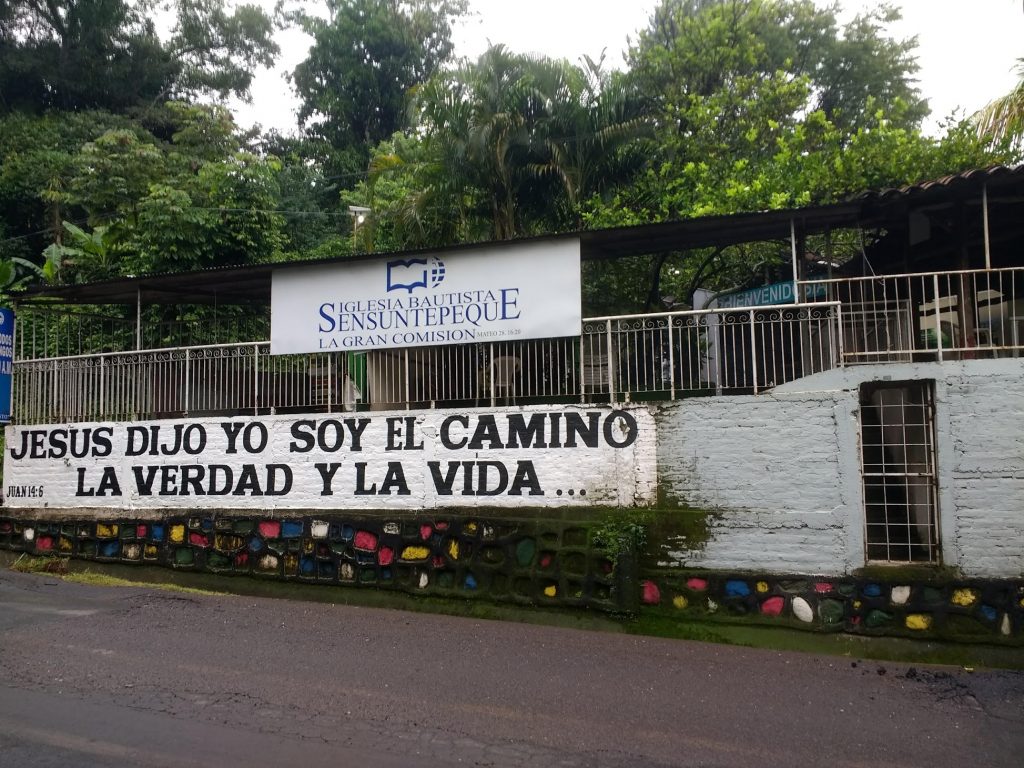 IGLESIA BAUTISTA
SENSUNTEPEQUE
LA GRAN COMISION MATEO 28: 16-20
BIENVENIDOS A
JESUS DIJO YO SOY EL CAMINO
LA VERDAD Y LA VIDA...
JUAN 14:6